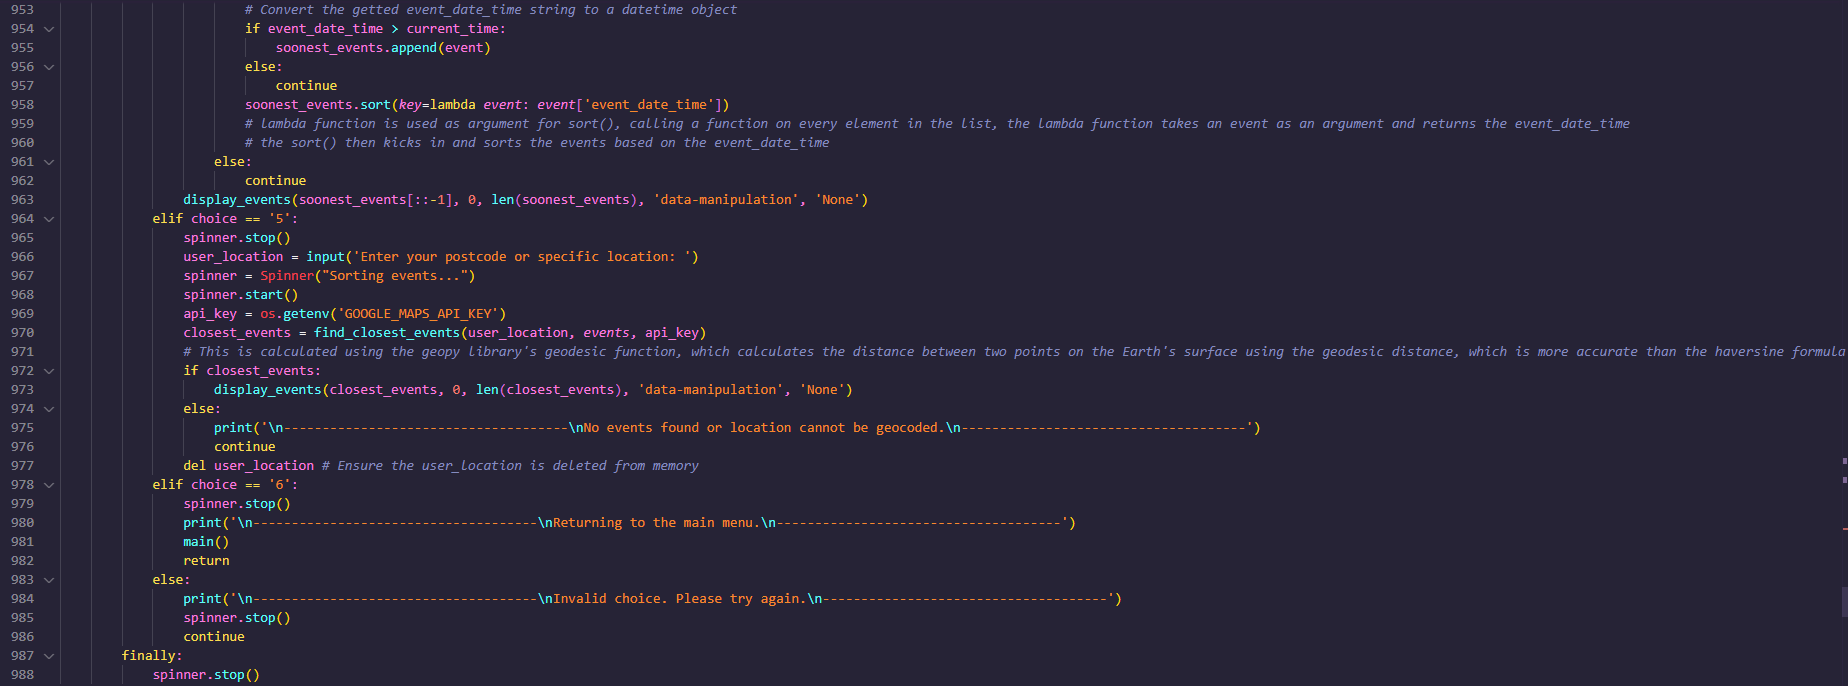 953 # Convert the getted event_date_time string to a datetime object
954 if event_date_time > current_time:
955 soonest_events.append(event)
956 else:
957 continue
958 soonest_events.sort(key=lambda event: event['event_date_time'])
959 # lambda function is used as argument for sort(), calling a function on every element in the list, the lambda function takes an event as an argument and returns the event_date_time
960 # the sort() then kicks in and sorts the events based on the event_date_time
961 else:
962 continue
963 display_events(soonest_events[::-1], 0, len(soonest_events), 'data-manipulation', 'None')
964 elif choice == '5':
965 spinner.stop()
966 user_location = input('Enter your postcode or specific location: ')
967 spinner = Spinner("Sorting events...")
968 spinner.start()
969 api_key = os.getenv('GOOGLE_MAPS_API_KEY')
970 closest_events = find_closest_events(user_location, events, api_key)
971 # This is calculated using the geopy library's geodesic function, which calculates the distance between two points on the Earth's surface using the geodesic distance, which is more accurate than the haversine formula
972 if closest_events:
973 display_events(closest_events, 0, len(closest_events), 'data-manipulation', 'None')
974 else:
975 print('\n-------------------------------------\nNo events found or location cannot be geocoded.\n-------------------------------------')
976 continue
977 del user_location # Ensure the user_location is deleted from memory
978 elif choice == '6':
979 spinner.stop()
980 print('\n-------------------------------------\nReturning to the main menu.\n-------------------------------------')
981 main()
982 return
983 else:
984 print('\n-------------------------------------\nInvalid choice. Please try again.\n-------------------------------------')
985 spinner.stop()
986 continue
987 finally:
988 spinner.stop()